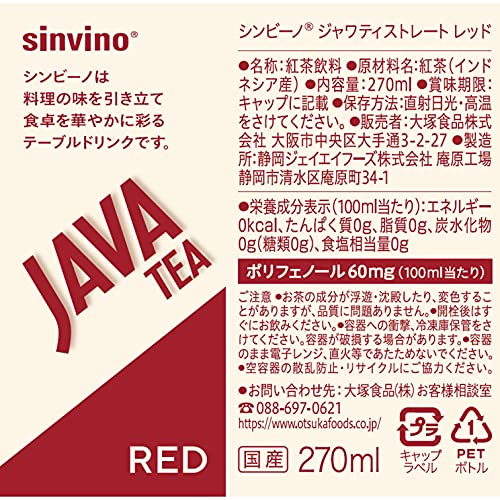 sinvino®
シンビーノは
料理の味を引き立て
食卓を華やかに彩る
テーブルドリンクです。
JAVA
TEA
RED
シンビーノ® ジャワティストレート レッド
●名称:紅茶飲料 ●原材料名:紅茶(インド
ネシア産) ●内容量:270ml ●賞味期限:
キャップに記載 ●保存方法:直射日光・高温
をさけてください。 ●販売者:大塚食品株式
会社 大阪市中央区大手通3-2-27 ●製造
所:静岡ジェイエイフーズ株式会社 庵原工場
静岡市清水区庵原町34-1
●栄養成分表示(100ml当たり):エネルギー
0kcal、たんぱく質0g、脂質0g、炭水化物
0g(糖類0g)、食塩相当量0g
ポリフェノール 60mg (100ml当たり)
ご注意 ●お茶の成分が浮遊・沈殿したり、変色するこ
とがありますが、品質に問題ありません。 ●開栓後はす
ぐにお飲みください。 ●容器への衝撃、冷凍庫保管をさ
けてください。容器が破損する場合があります。 ●容器
のまま電子レンジ、直火等であたためないでください。
●空容器の散乱防止・リサイクルにご協力ください。
●お問い合わせ先:大塚食品(株)お客様相談室
☎088-697-0621
https://www.otsukafoods.co.jp/
国産 270ml
プラ
キャップ
ラベル
1
PET
ボトル